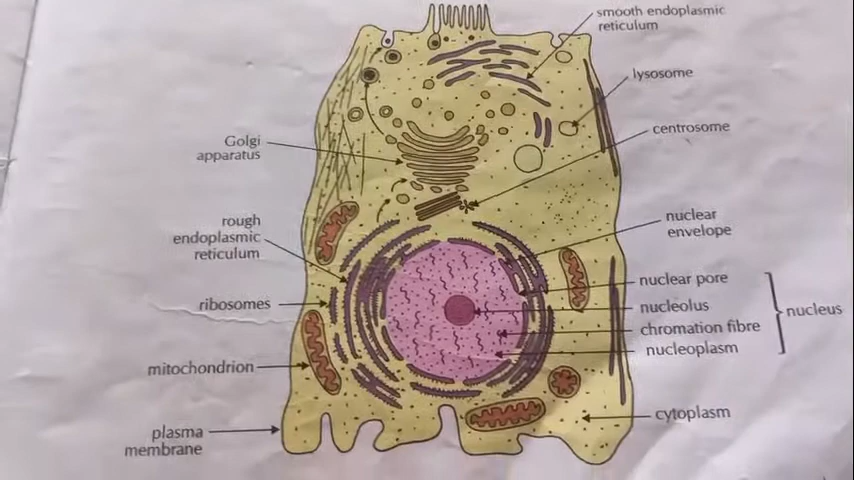 smooth endoplasmic
reticulum
lysosome
centrosome
Golgi
apparatus
nuclear
envelope
rough
endoplasmic
reticulum
nuclear pore
ribosomes
nucleolus
nucleus
chromation fibre
nucleoplasm
mitochondrion
cytoplasm
plasma
membrane